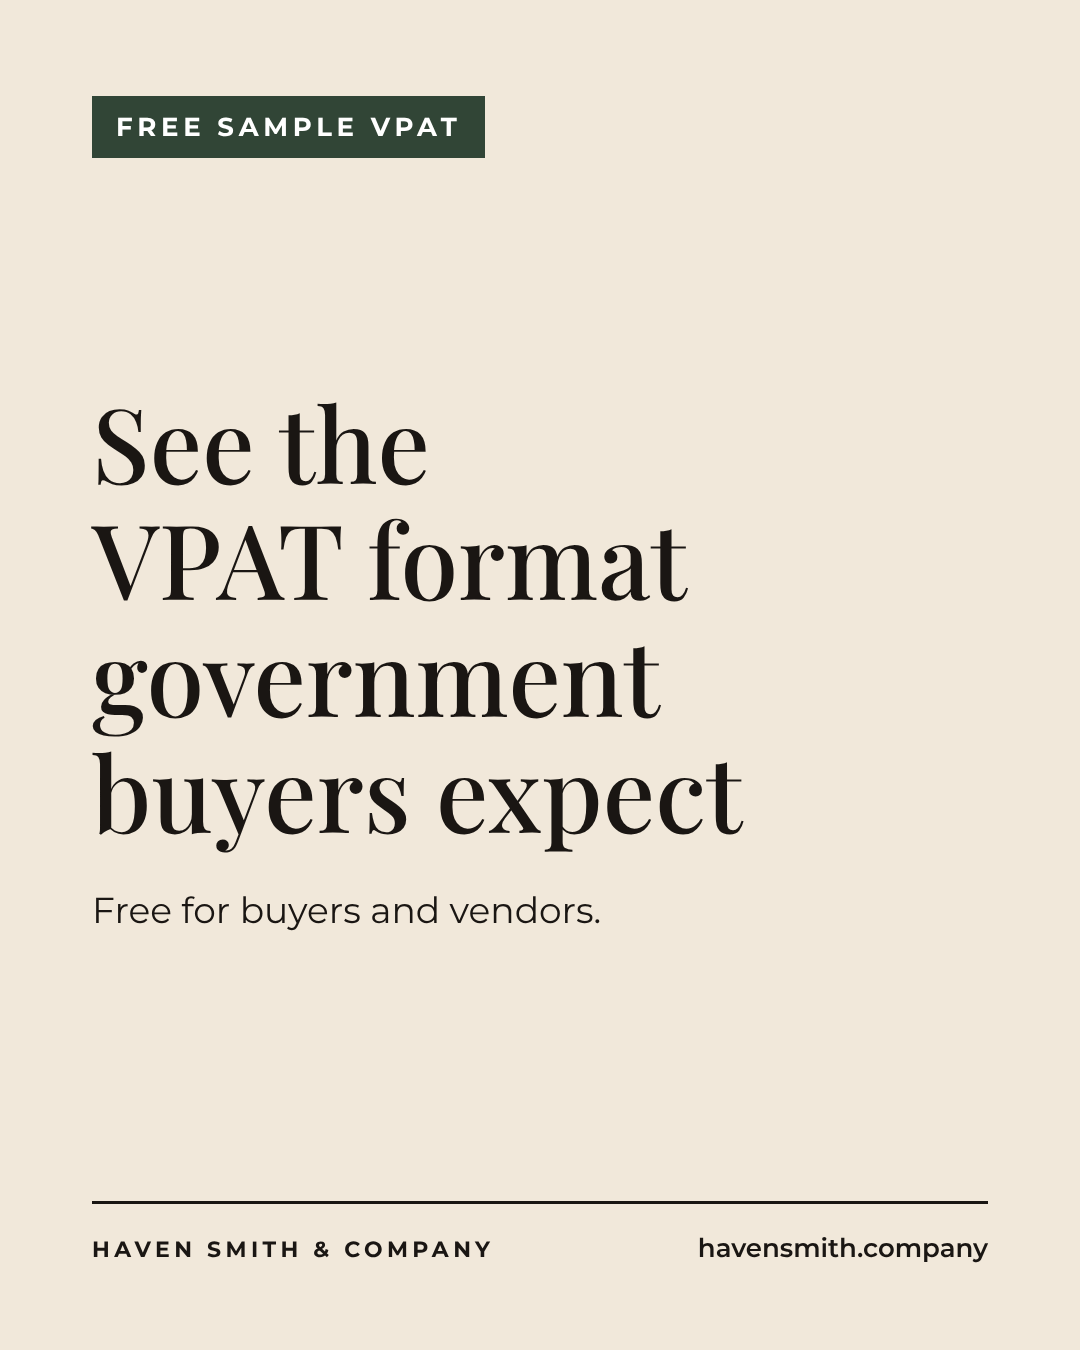 FREE SAMPLE VPAT
See the
VPAT format
government
buyers expect
Free for buyers and vendors.
HAVEN SMITH & COMPANY
havensmith.company